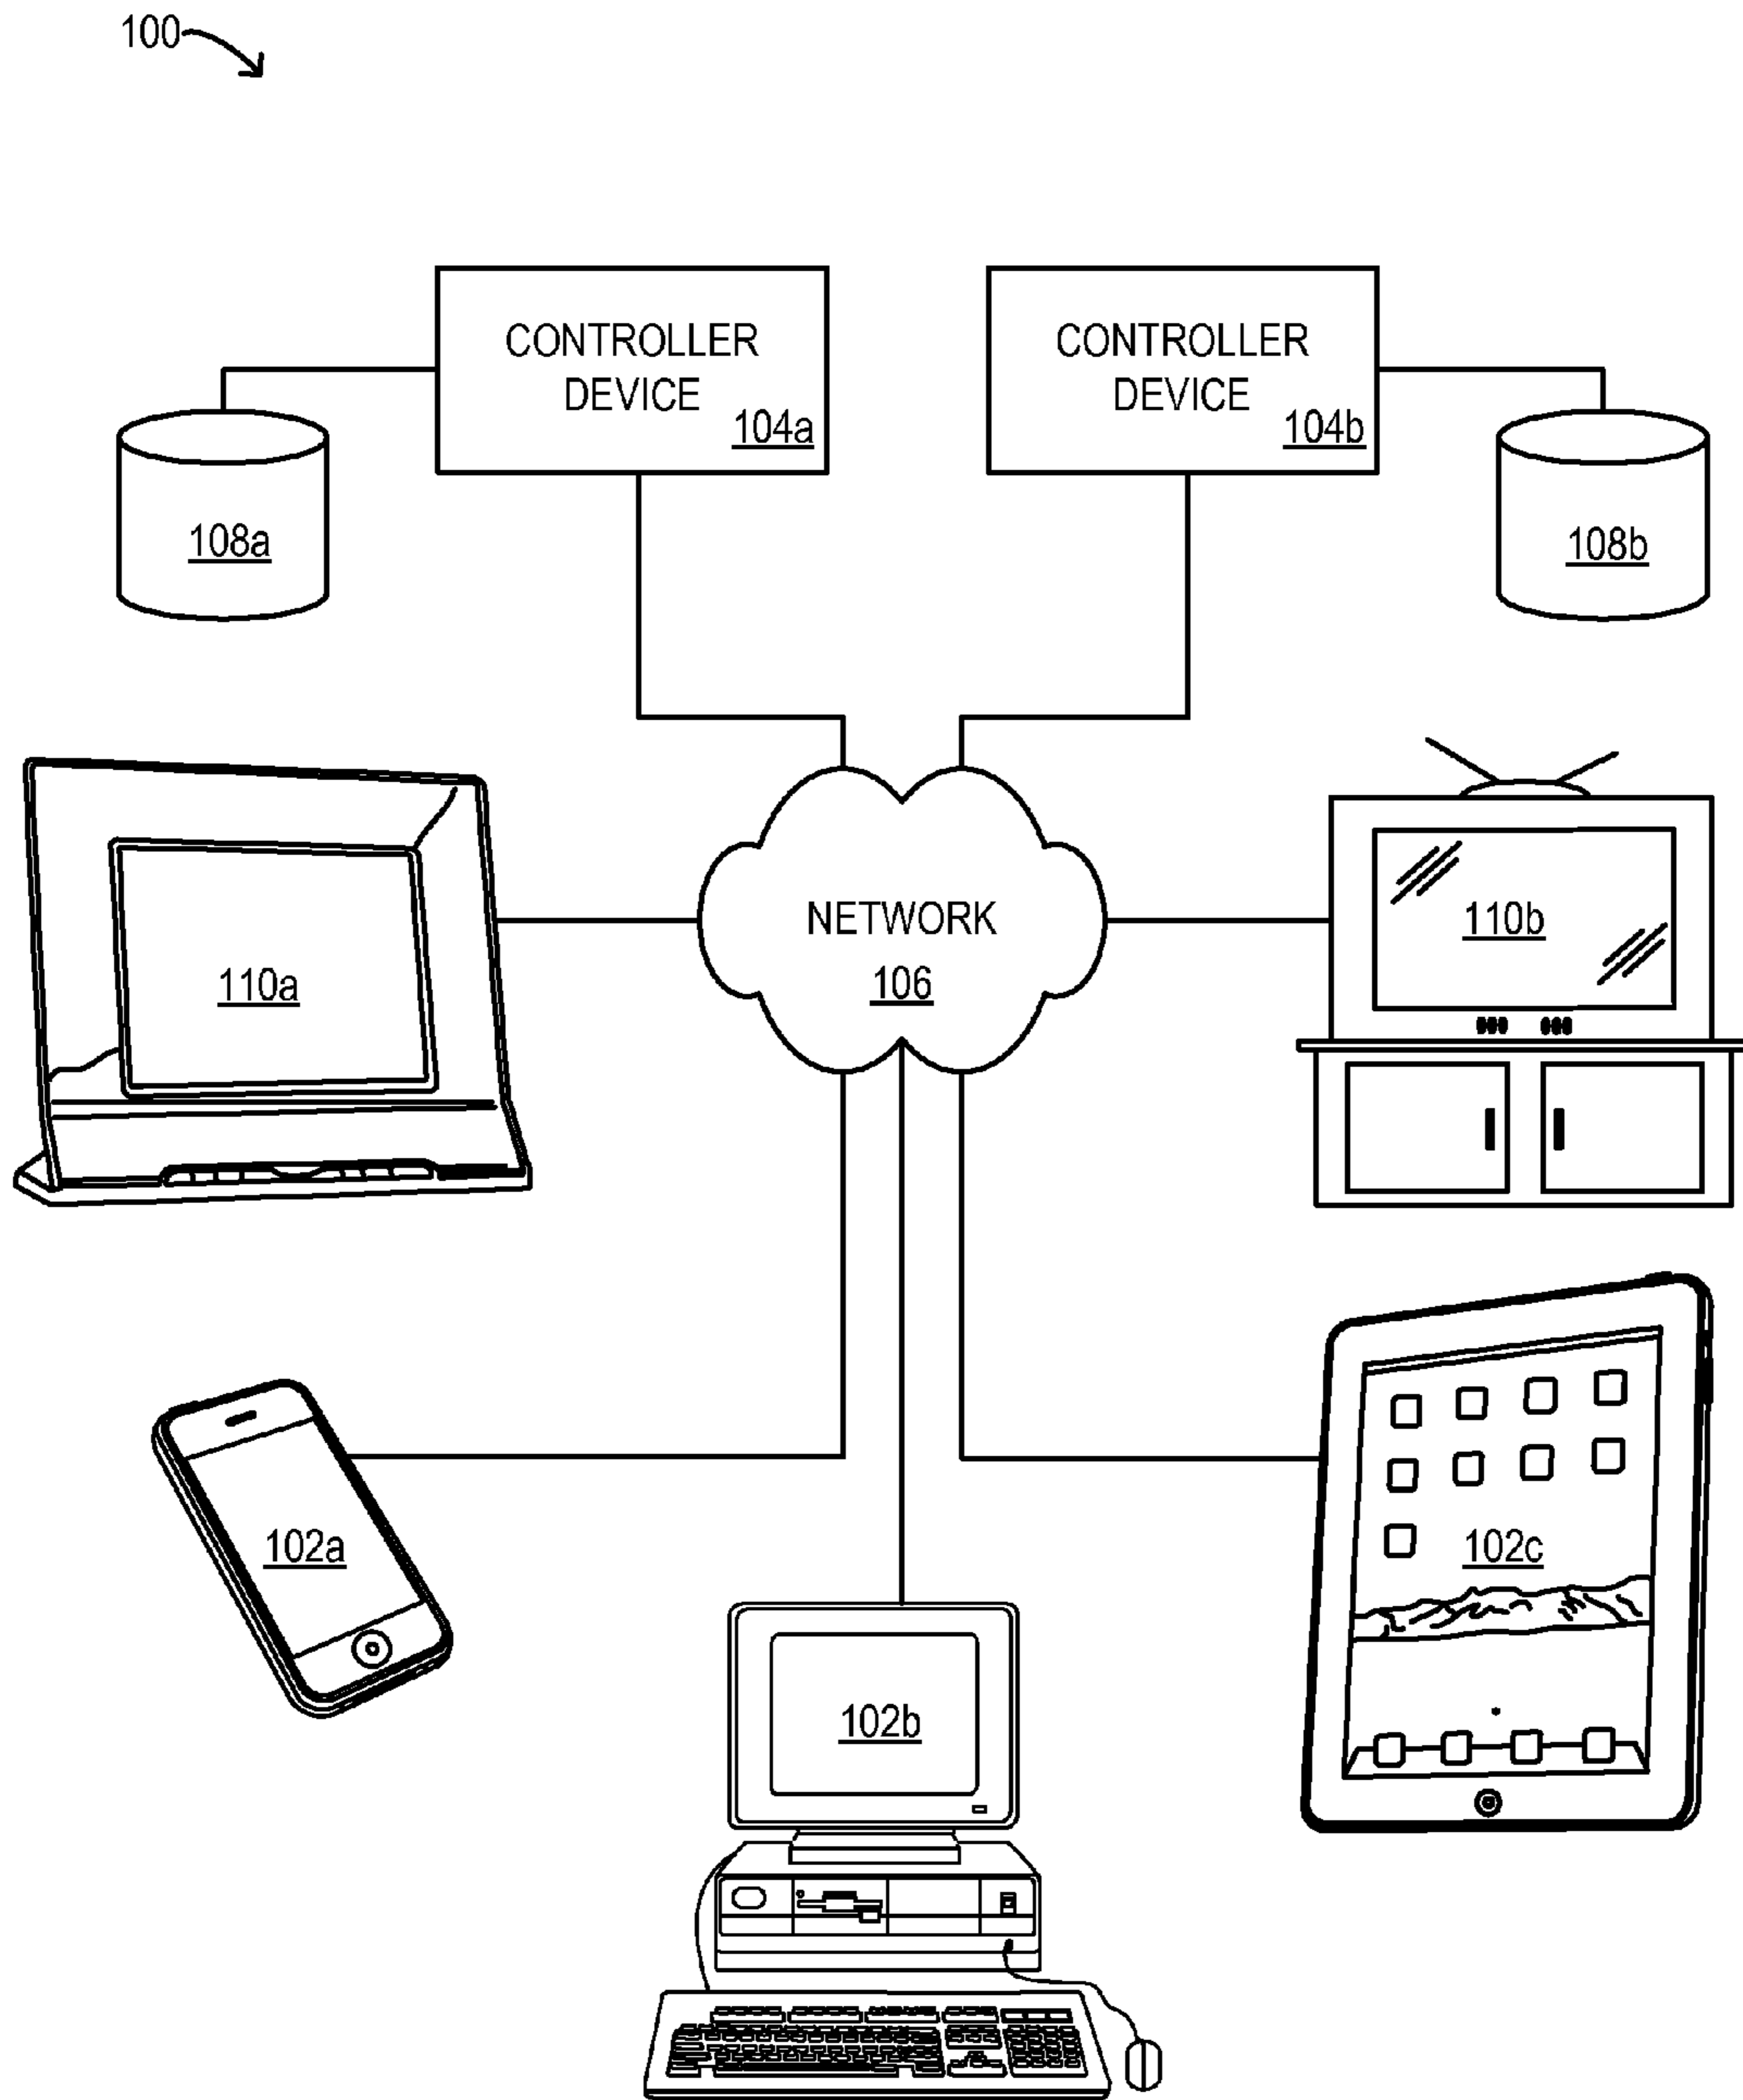 100
CONTROLLER
DEVICE
104a
CONTROLLER
DEVICE
104b
108a
108b
NETWORK
106
110a
110b
102a
102c
102b